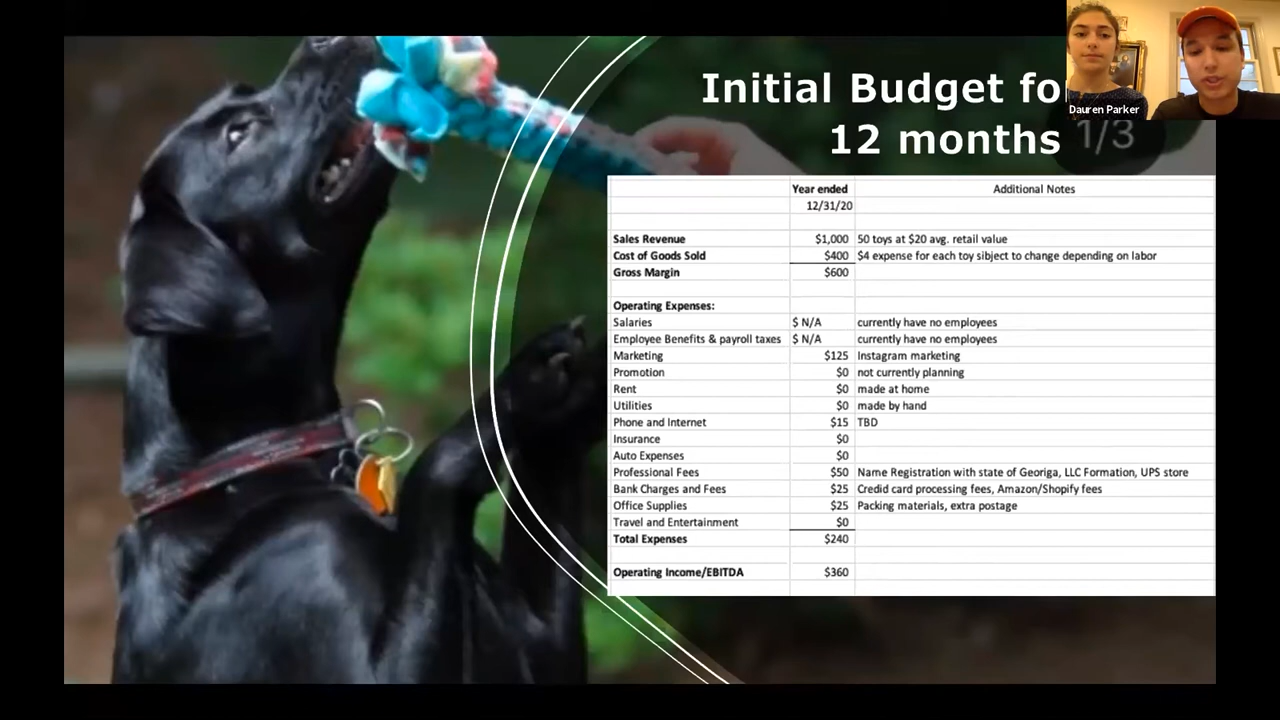 Initial Budget fo
12 months
1/3
Dauren Parker
Year ended Additional Notes
12/31/20
Sales Revenue $1,000 50 toys at $20 avg. retail value
Cost of Goods Sold $400 $4 expense for each toy sibject to change depending on labor
Gross Margin $600
Operating Expenses:
Salaries $ N/A currently have no employees
Employee Benefits & payroll taxes $ N/A currently have no employees
Marketing $125 Instagram marketing
Promotion $0 not currently planning
Rent $0 made at home
Utilities $0 made by hand
Phone and Internet $15 TBD
Insurance $0
Auto Expenses $0
Professional Fees $50 Name Registration with state of Georiga, LLC Formation, UPS store
Bank Charges and Fees $25 Credid card processing fees, Amazon/Shopify fees
Office Supplies $25 Packing materials, extra postage
Travel and Entertainment $0
Total Expenses $240
Operating Income/EBITDA $360